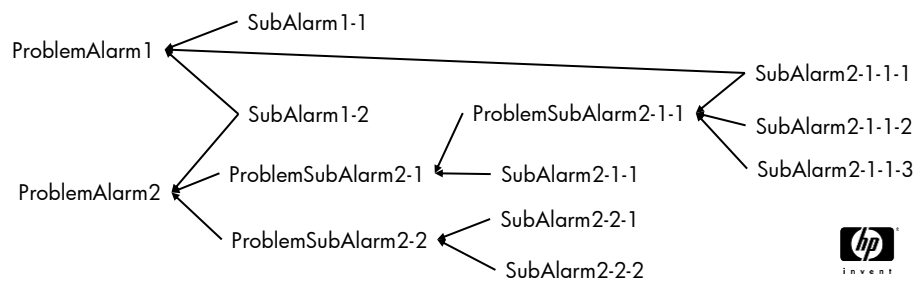 SubAlarm1-1
ProblemAlarm1
SubAlarm2-1-1-1
SubAlarm1-2
ProblemSubAlarm2-1-1
SubAlarm2-1-1-2
SubAlarm2-1-1-3
ProblemSubAlarm2-1
SubAlarm2-1-1
ProblemAlarm2
SubAlarm2-2-1
ProblemSubAlarm2-2
SubAlarm2-2-2
hp
invent